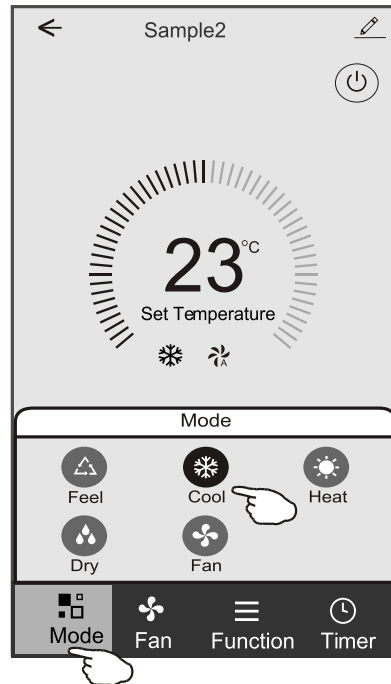 Sample2
23°C
Set Temperature
A
Mode
Feel Cool Heat
Dry Fan
Mode Fan Function Timer